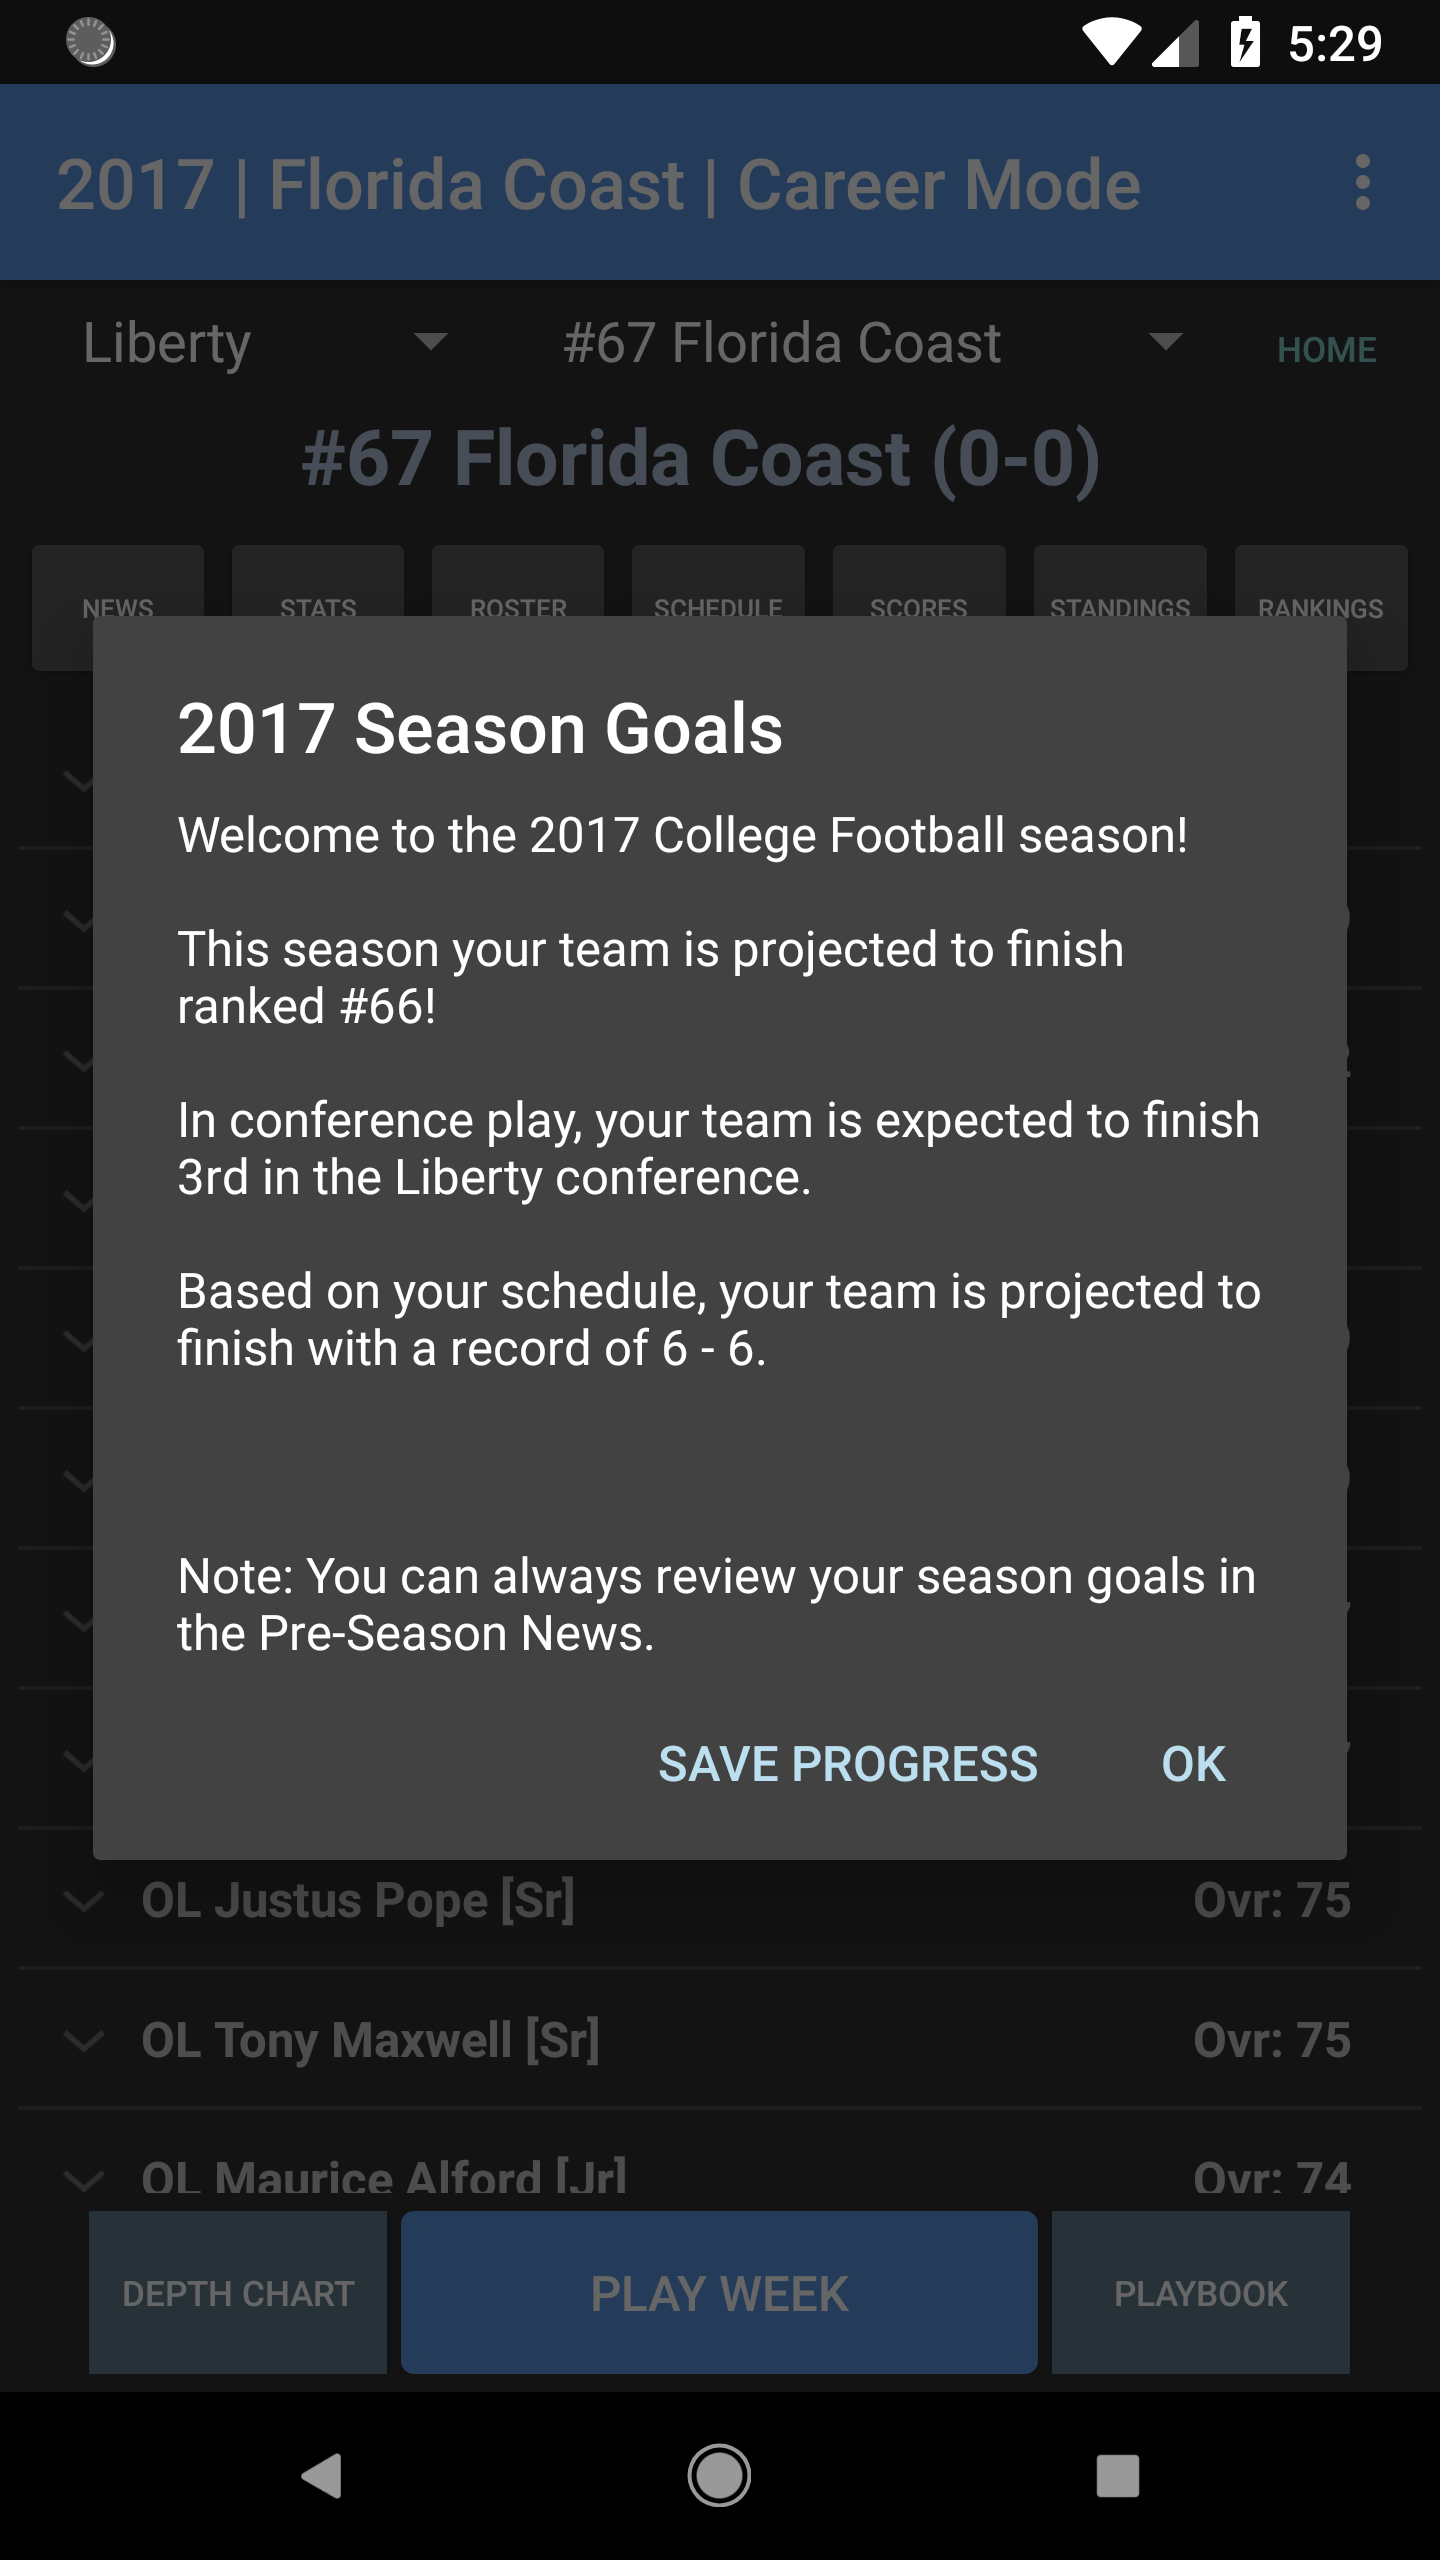 5:29
2017 | Florida Coast | Career Mode
Liberty
#67 Florida Coast
HOME
#67 Florida Coast (0-0)
NEWS
STATS
ROSTER
SCHEDULE
SCORES
STANDINGS
RANKINGS
2017 Season Goals
Welcome to the 2017 College Football season!
This season your team is projected to finish
ranked #66!
In conference play, your team is expected to finish
3rd in the Liberty conference.
Based on your schedule, your team is projected to
finish with a record of 6 - 6.
Note: You can always review your season goals in
the Pre-Season News.
SAVE PROGRESS
OK
OL Justus Pope [Sr]
Ovr: 75
OL Tony Maxwell [Sr]
Ovr: 75
OL Maurice Alford [Jr]
Ovr: 74
DEPTH CHART
PLAY WEEK
PLAYBOOK